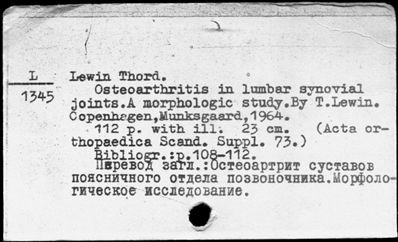 L
1345
Lewin Thord.
Osteoarthritis in lumbar synovial
joints.A morphologic study.By T.Lewin.
Copenhagen,Munksgaard,1964.
112 p. with ill. 23 cm. (Acta or-
thopaedica Scand. Suppl. 73.)
Bibliogr.:p.108-112.
Перевод загл.:Остеоартрит суставов
поясничного отдела позвоночника.Морфоло-
гическое исследование.